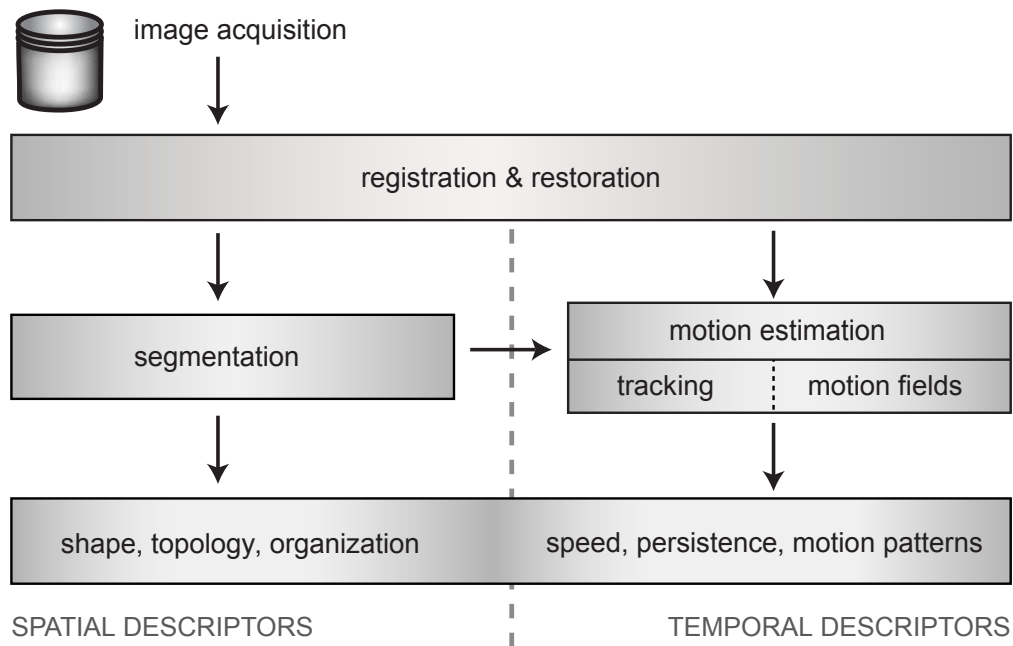 image acquisition
registration & restoration
segmentation
motion estimation
tracking
motion fields
shape, topology, organization
speed, persistence, motion patterns
SPATIAL DESCRIPTORS
TEMPORAL DESCRIPTORS